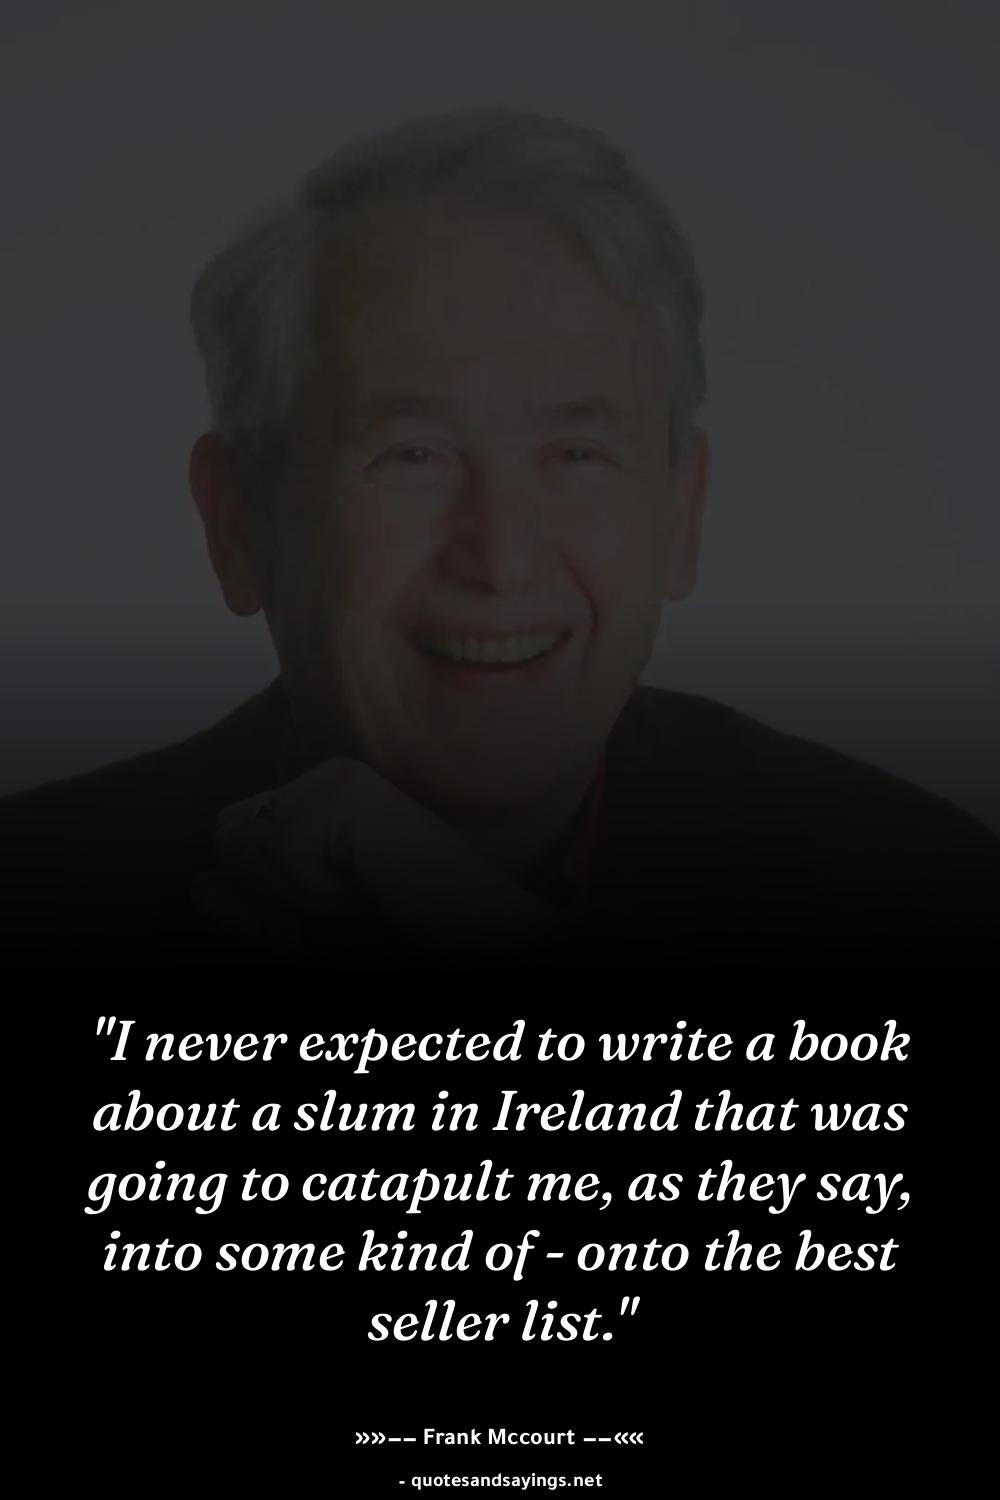 "I never expected to write a book
about a slum in Ireland that was
going to catapult me, as they say,
into some kind of - onto the best
seller list."
»»–– Frank Mccourt ––««
- quotesandsayings.net